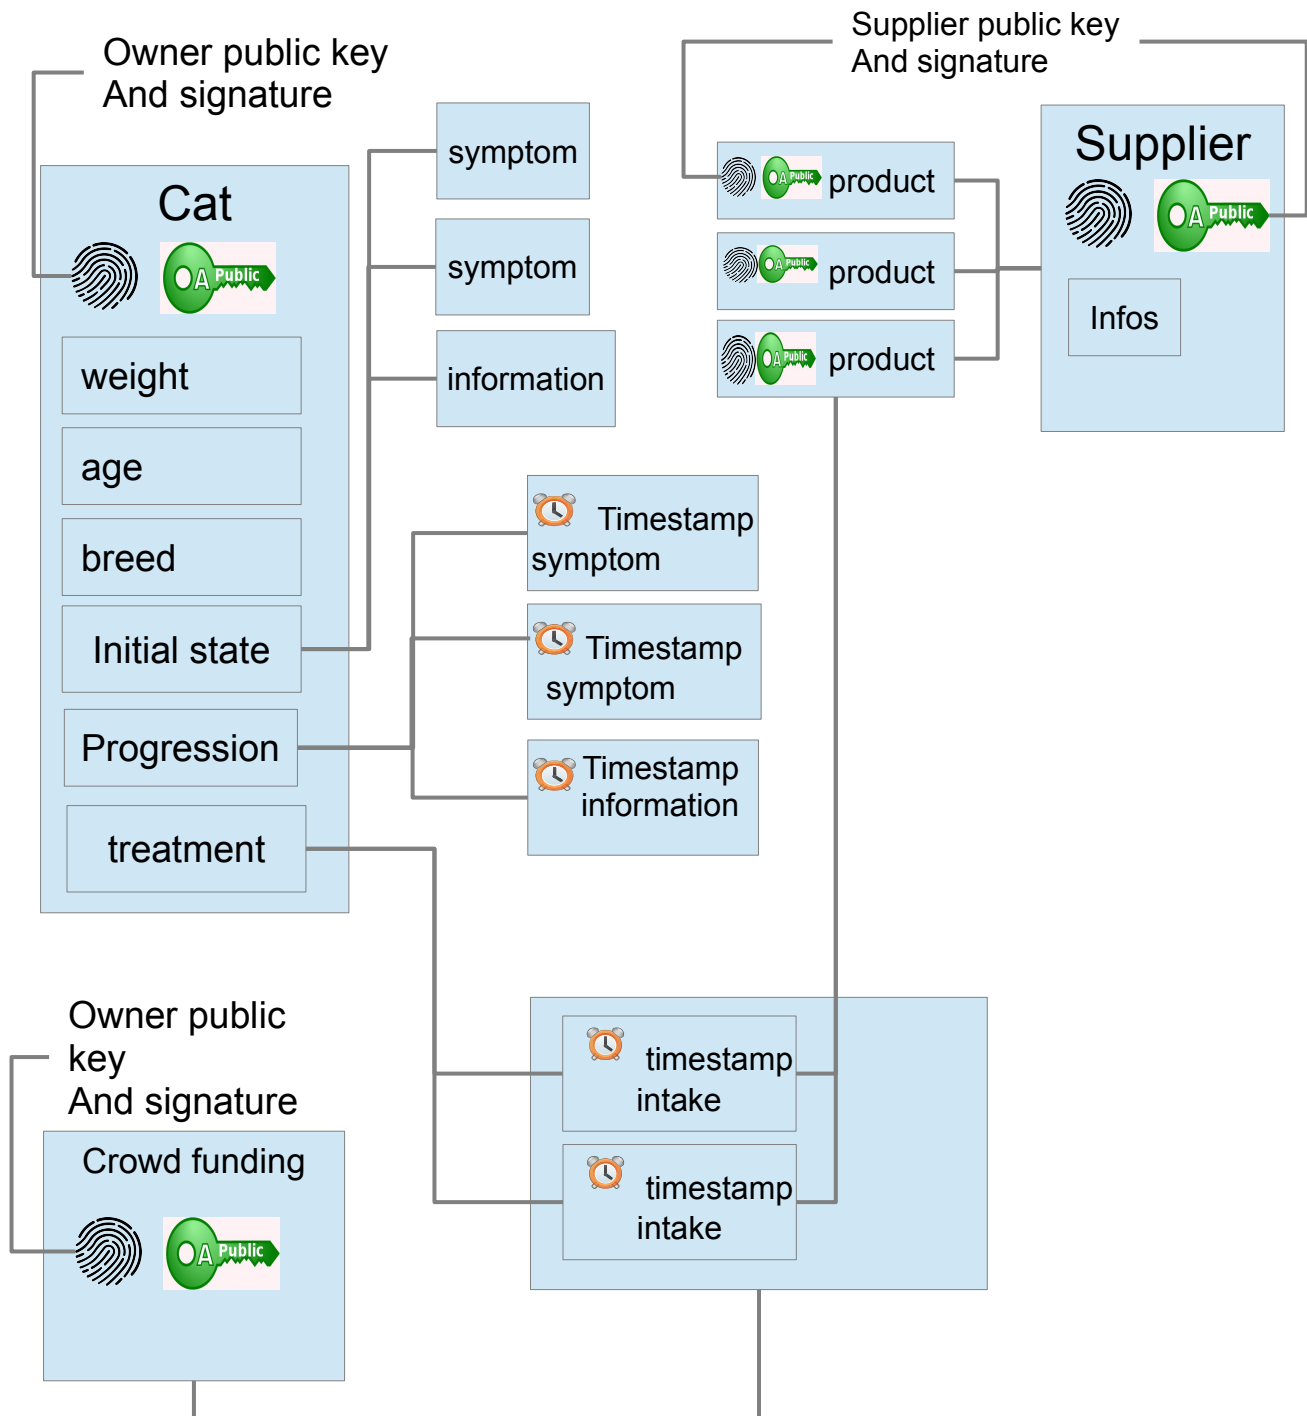 Owner public key
And signature
Supplier public key
And signature
Cat
A Public
weight
age
breed
Initial state
Progression
treatment
symptom
symptom
information
A Public product
A Public product
A Public product
Supplier
A Public
Infos
Timestamp
symptom
Timestamp
symptom
Timestamp
information
Owner public
key
And signature
Crowd funding
A Public
timestamp
intake
timestamp
intake